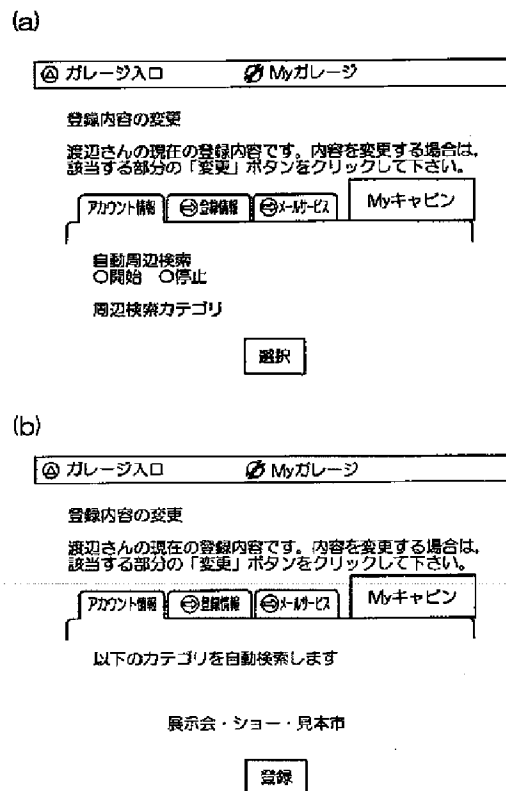 (a)
ガレージ入口 Myガレージ
登録内容の変更
渡辺さんの現在の登録内容です。内容を変更する場合は、
該当する部分の「変更」ボタンをクリックして下さい。
アカウント情報 登録情報 メールサービス Myキャビン
自動周辺検索
○開始 ○停止
周辺検索カテゴリ
選択
(b)
ガレージ入口 Myガレージ
登録内容の変更
渡辺さんの現在の登録内容です。内容を変更する場合は、
該当する部分の「変更」ボタンをクリックして下さい。
アカウント情報 登録情報 メールサービス Myキャビン
以下のカテゴリを自動検索します
展示会・ショー・見本市
登録